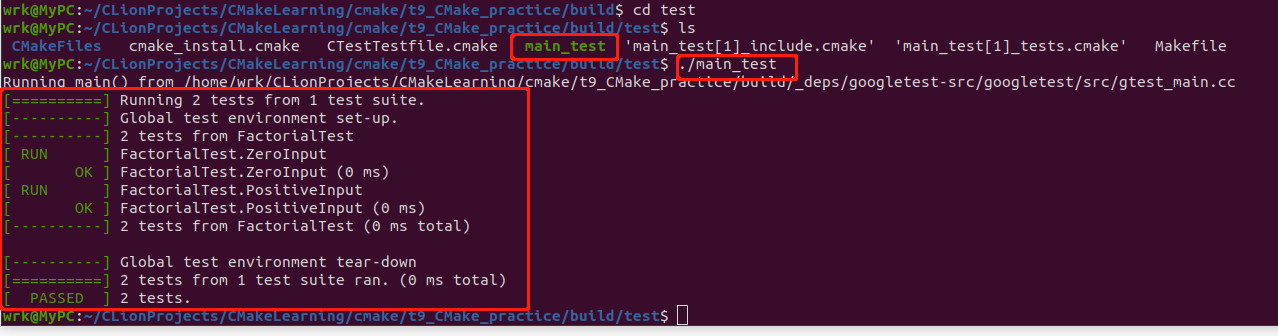 wrk@MyPC:~/CLionProjects/CMakeLearning/cmake/t9_CMake_practice/build$ cd test
wrk@MyPC:~/CLionProjects/CMakeLearning/cmake/t9_CMake_practice/build/test$ ls
CMakeFiles cmake_install.cmake CTestTestfile.cmake main_test 'main_test[1]_include.cmake' 'main_test[1]_tests.cmake' Makefile
wrk@MyPC:~/CLionProjects/CMakeLearning/cmake/t9_CMake_practice/build/test$ ./main_test
Running main() from /home/wrk/CLionProjects/CMakeLearning/cmake/t9_CMake_practice/build/_deps/googletest-src/googletest/src/gtest_main.cc
[==========] Running 2 tests from 1 test suite.
[----------] Global test environment set-up.
[----------] 2 tests from FactorialTest
[ RUN      ] FactorialTest.ZeroInput
[       OK ] FactorialTest.ZeroInput (0 ms)
[ RUN      ] FactorialTest.PositiveInput
[       OK ] FactorialTest.PositiveInput (0 ms)
[----------] 2 tests from FactorialTest (0 ms total)
[----------] Global test environment tear-down
[==========] 2 tests from 1 test suite ran. (0 ms total)
[  PASSED  ] 2 tests.
wrk@MyPC:~/CLionProjects/CMakeLearning/cmake/t9_CMake_practice/build/test$